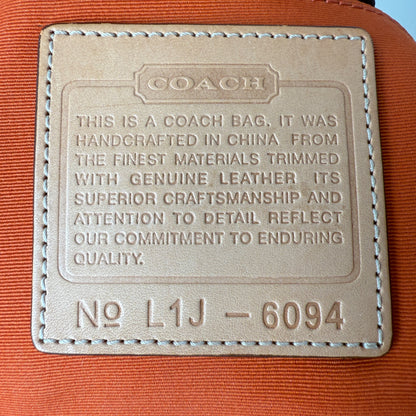 COACH
THIS IS A COACH BAG. IT WAS
HANDCRAFTED IN CHINA FROM
THE FINEST MATERIALS TRIMMED
WITH GENUINE LEATHER ITS
SUPERIOR CRAFTSMANSHIP AND
ATTENTION TO DETAIL REFLECT
OUR COMMITMENT TO ENDURING
QUALITY.
No L1J - 6094